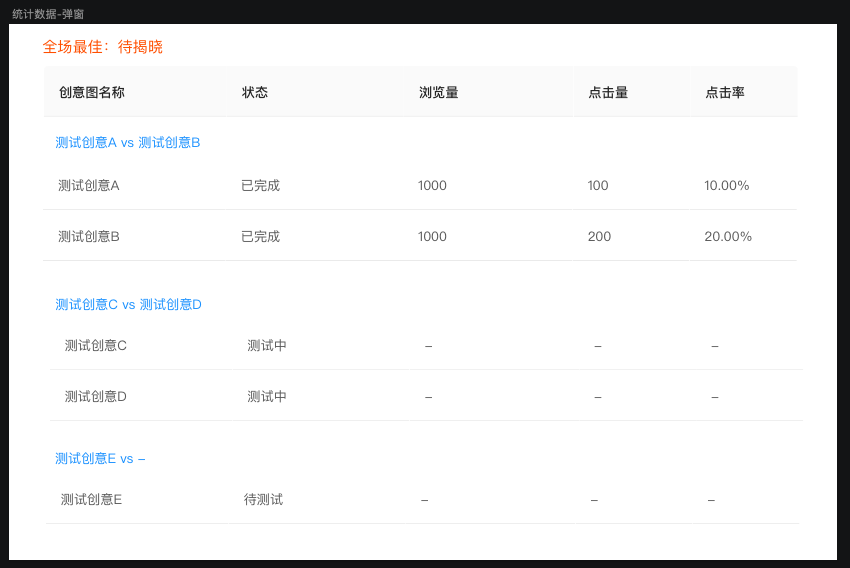 统计数据-弹窗
全场最佳：待揭晓
创意图名称 状态 浏览量 点击量 点击率
测试创意A vs 测试创意B
测试创意A 已完成 1000 100 10.00%
测试创意B 已完成 1000 200 20.00%
测试创意C vs 测试创意D
测试创意C 测试中 – – –
测试创意D 测试中 – – –
测试创意E vs –
测试创意E 待测试 – – –